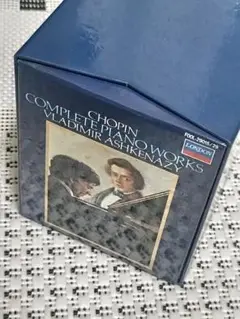 CHOPIN
COMPLETE PIANO WORKS
VLADIMIR ASHKENAZY
LONDON